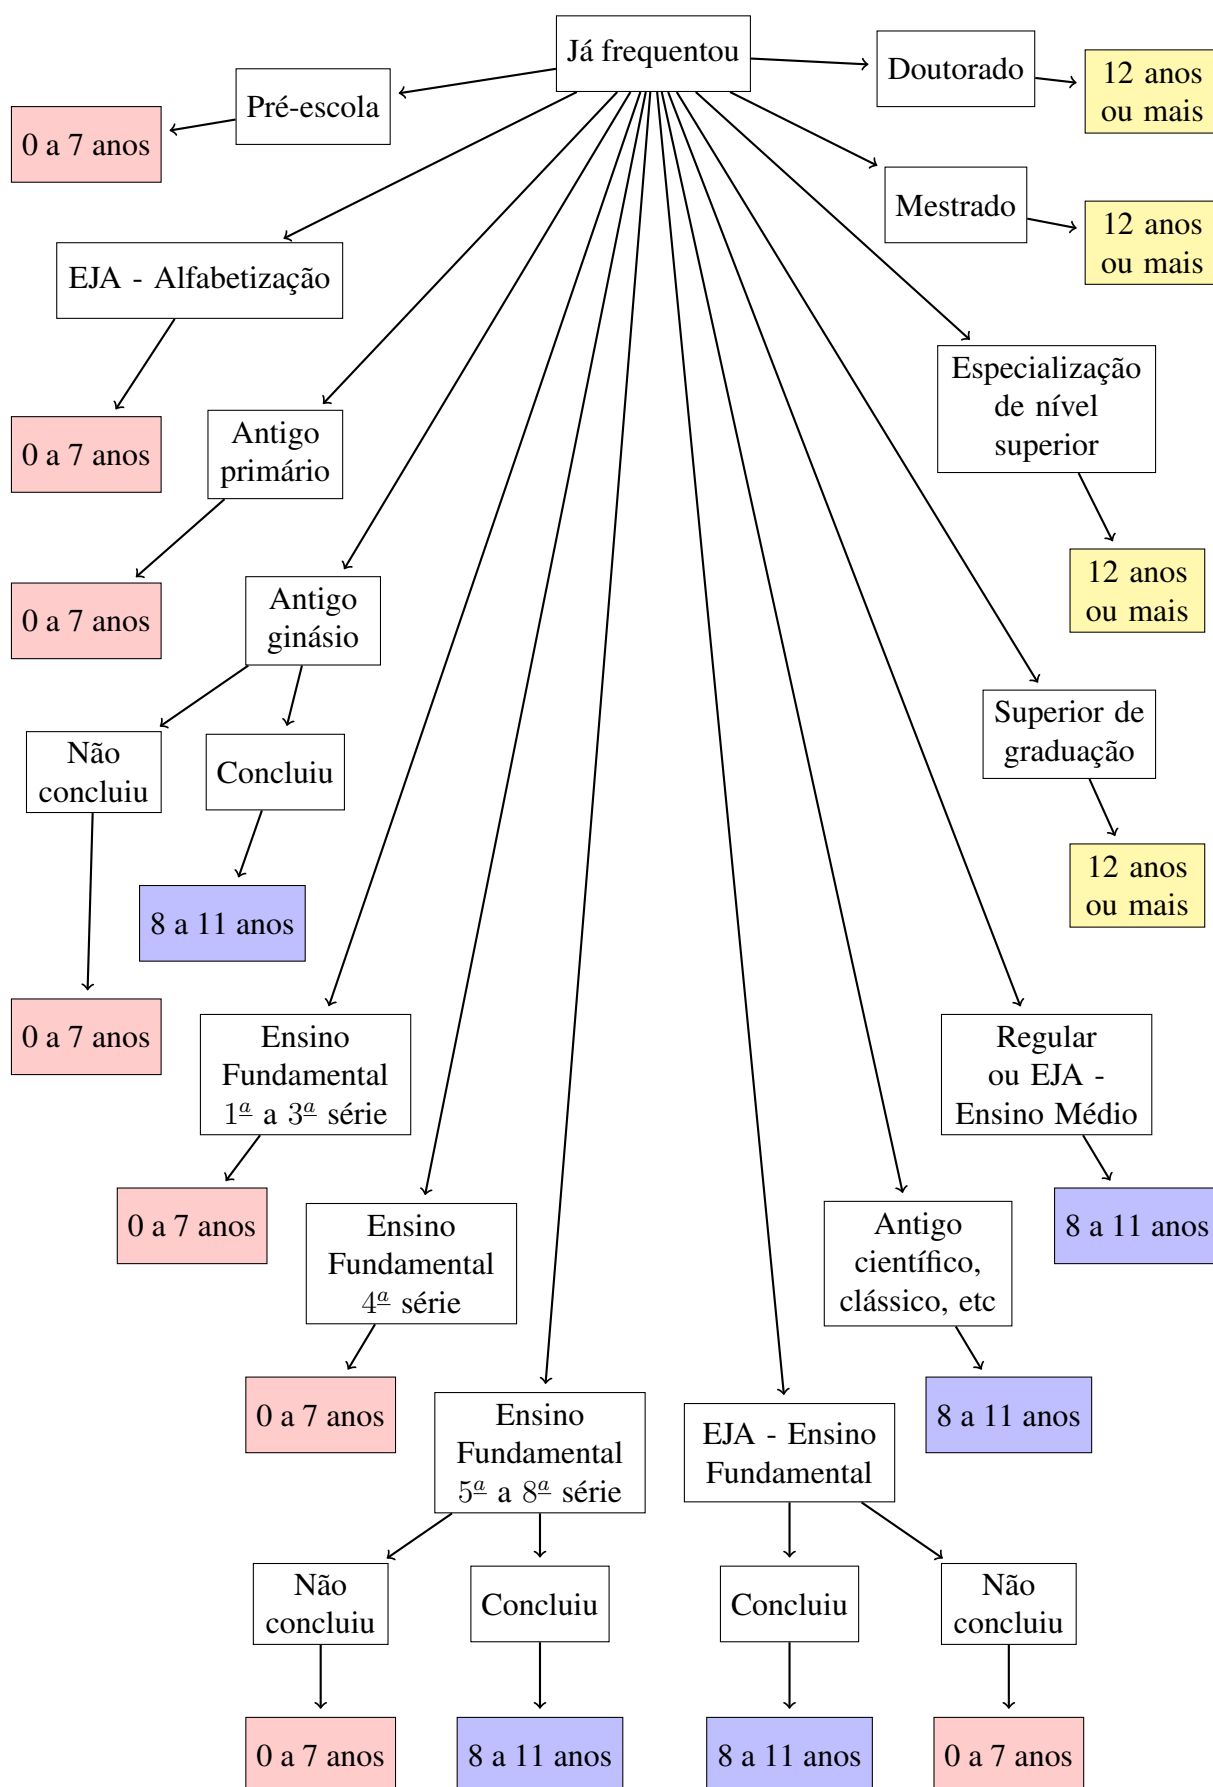 Já frequentou
Doutorado
12 anos
ou mais
Pré-escola
0 a 7 anos
Mestrado
12 anos
ou mais
EJA - Alfabetização
0 a 7 anos
Especialização
de nível
superior
Antigo
primário
12 anos
ou mais
0 a 7 anos
Antigo
ginásio
Superior de
graduação
Não
concluiu
Concluiu
12 anos
ou mais
8 a 11 anos
0 a 7 anos
Ensino
Fundamental
1ª a 3ª série
Regular
ou EJA -
Ensino Médio
0 a 7 anos
8 a 11 anos
Ensino
Fundamental
4ª série
Antigo
científico,
clássico, etc
0 a 7 anos
8 a 11 anos
Ensino
Fundamental
5ª a 8ª série
EJA - Ensino
Fundamental
Não
concluiu
Concluiu
Concluiu
Não
concluiu
0 a 7 anos
8 a 11 anos
8 a 11 anos
0 a 7 anos